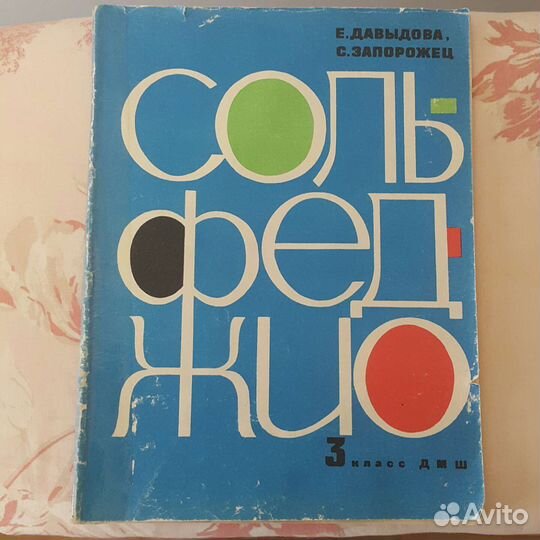 Е. ДАВЫДОВА,
С. ЗАПОРОЖЕЦ
СОЛЬ-
ФЕД-
ЖИО
3 класс ДМШ
Avito